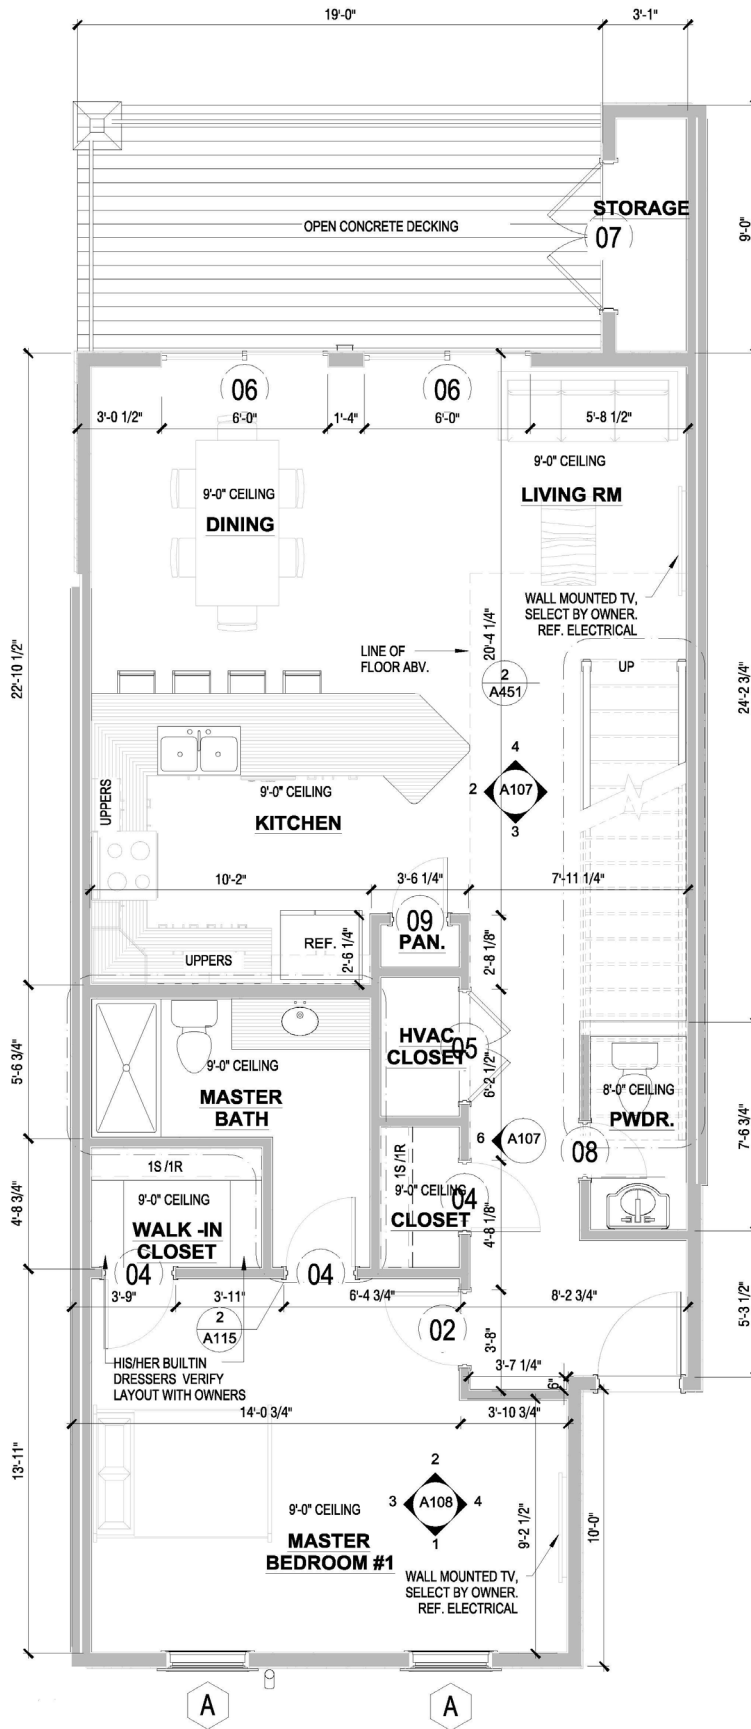 19'-0"
3'-1"
STORAGE
07
OPEN CONCRETE DECKING
9'-0"
06
06
3'-0 1/2"
6'-0"
1'-4"
6'-0"
5'-8 1/2"
9'-0" CEILING
LIVING RM
9'-0" CEILING
DINING
WALL MOUNTED TV,
SELECT BY OWNER.
REF. ELECTRICAL
20'-4 1/4"
LINE OF
FLOOR ABV.
UP
22'-10 1/2"
24'-2 3/4"
2
A451
4
2
A107
3
UPPERS
9'-0" CEILING
KITCHEN
10'-2"
3'-6 1/4"
7'-11 1/4"
09
PAN.
REF.
2'-6 1/4"
2'-8 1/8"
UPPERS
HVAC
CLOSET
05
6'-2 1/2"
5'-6 3/4"
9'-0" CEILING
MASTER
BATH
8'-0" CEILING
PWDR.
7'-6 3/4"
6
A107
08
1S /1R
1S /1R
4'-8 3/4"
9'-0" CEILING
WALK -IN
CLOSET
9'-0" CEILING
CLOSET
04
4'-8 1/8"
04
04
3'-9"
3'-11"
6'-4 3/4"
8'-2 3/4"
5'-3 1/2"
2
A115
02
3'-8"
HIS/HER BUILTIN
DRESSERS VERIFY
LAYOUT WITH OWNERS
3'-7 1/4"
6"
14'-0 3/4"
3'-10 3/4"
13'-11"
2
3
A108
4
1
9'-0" CEILING
MASTER
BEDROOM #1
9'-2 1/2"
10'-0"
WALL MOUNTED TV,
SELECT BY OWNER.
REF. ELECTRICAL
A
A